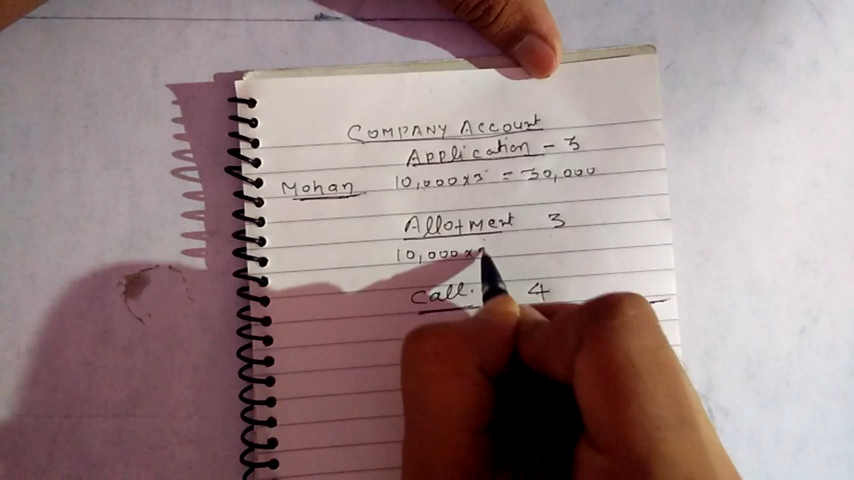 COMPANY ACCOUNT
Application - 3
Mohan 10,000x3 = 30,000
Allotment 3
10,000x
Call. 4